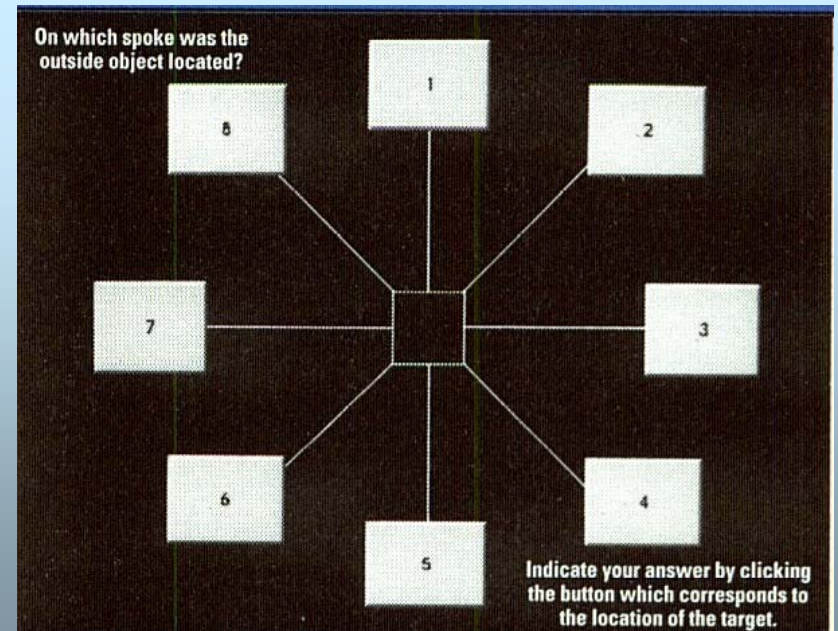 On which spoke was the
outside object located?
1
8
2
7
3
6
4
5
Indicate your answer by clicking
the button which corresponds to
the location of the target.